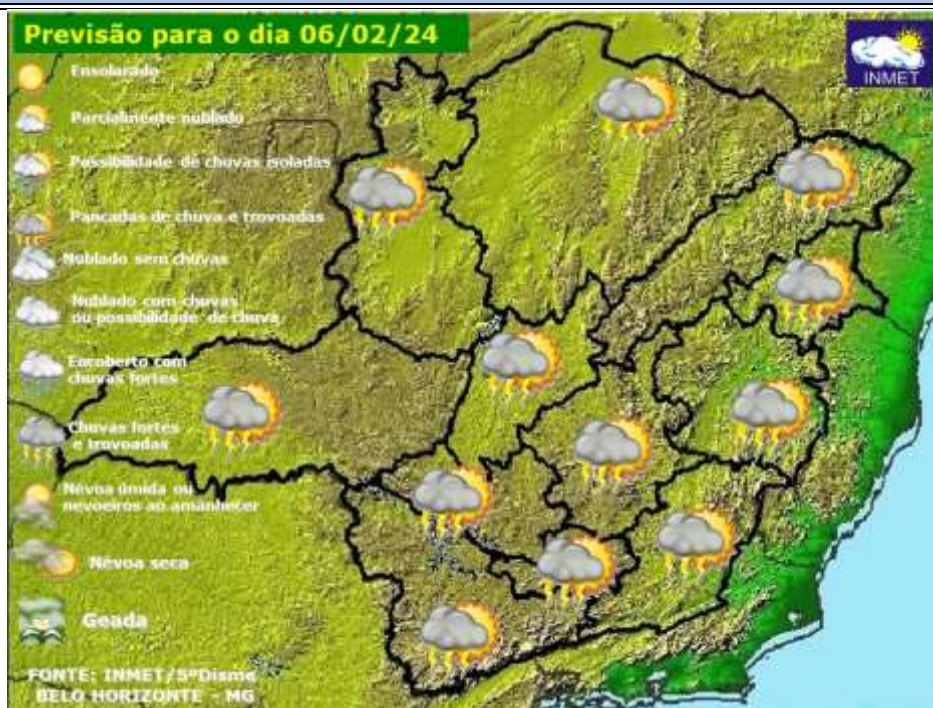 Previsão para o dia 06/02/24
INMET
Ensolarado
Parcialmente nublado
Possibilidade de chuvas isoladas
Pancadas de chuva e trovoadas
Nublado sem chuvas
Nublado com chuvas
ou possibilidade de chuva
Encoberto com
chuvas fortes
Chuvas fortes
e trovoadas
Névoa úmida ou
nevoeiros ao amanhecer
Névoa seca
Geada
FONTE: INMET/5ºDisme
BELO HORIZONTE - MG